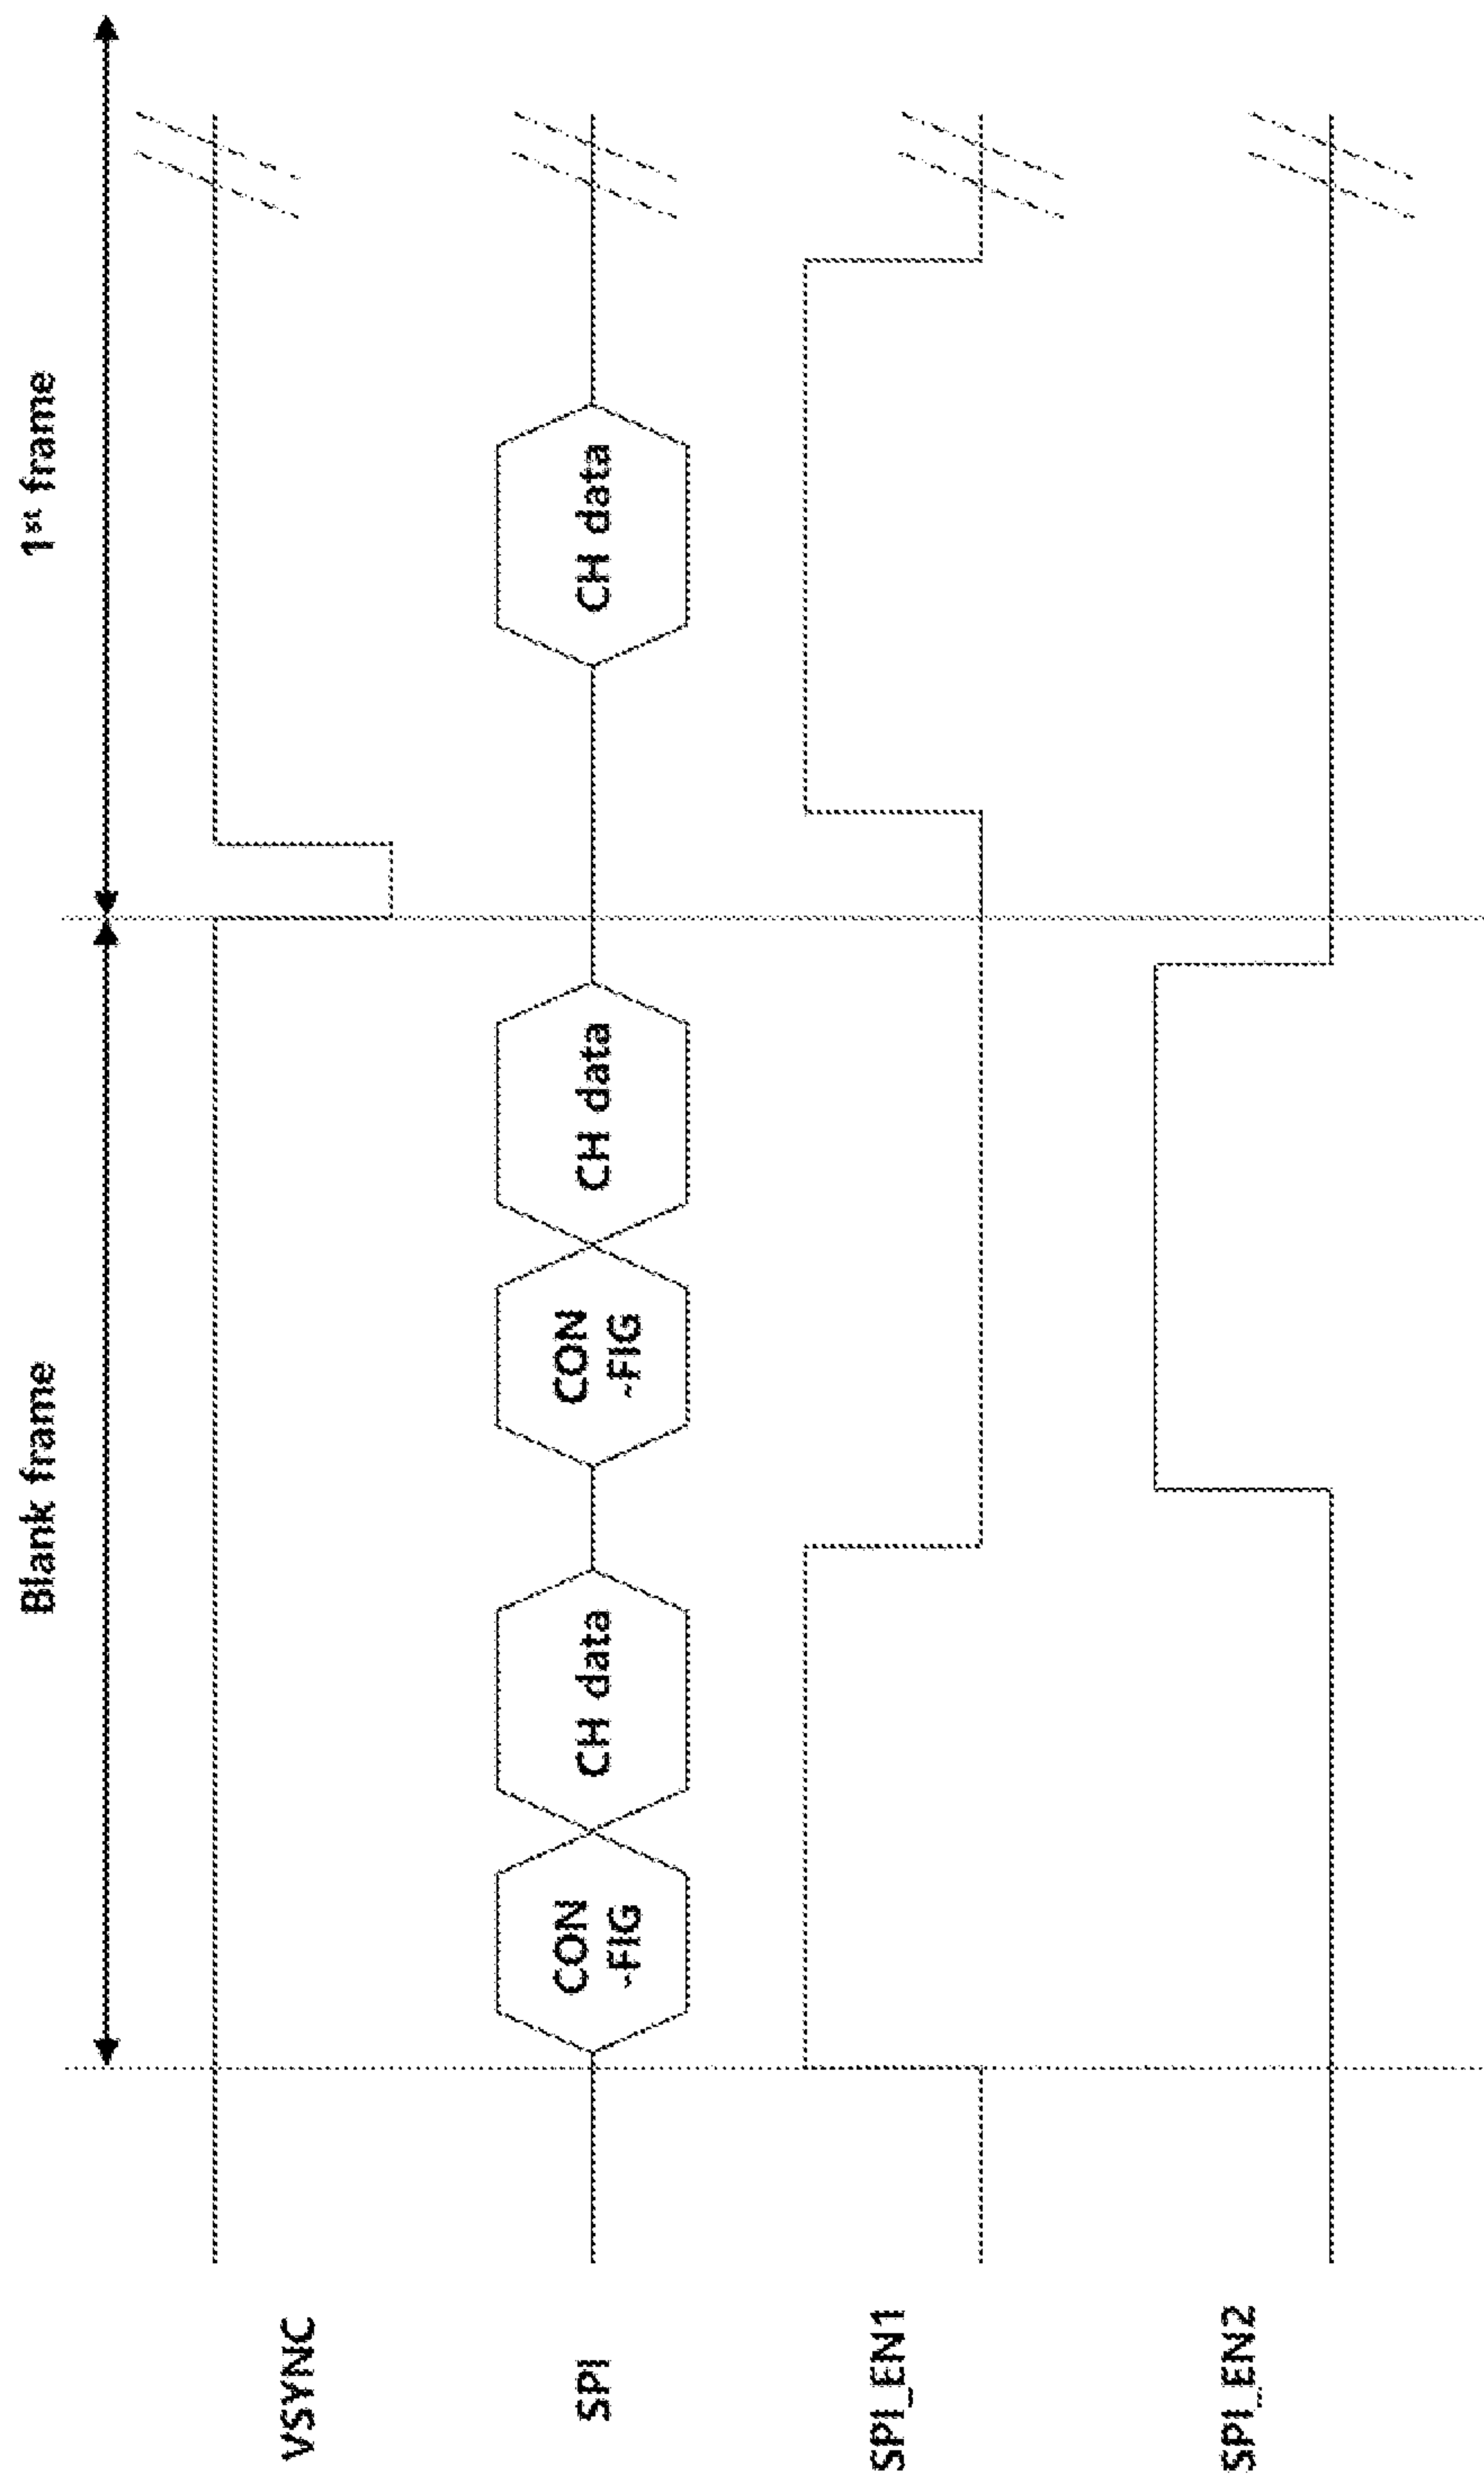 Blank frame
1st frame
VSYNC
SPI
CON
-FIG
CH data
CON
-FIG
CH data
CH data
SPI_EN1
SPI_EN2